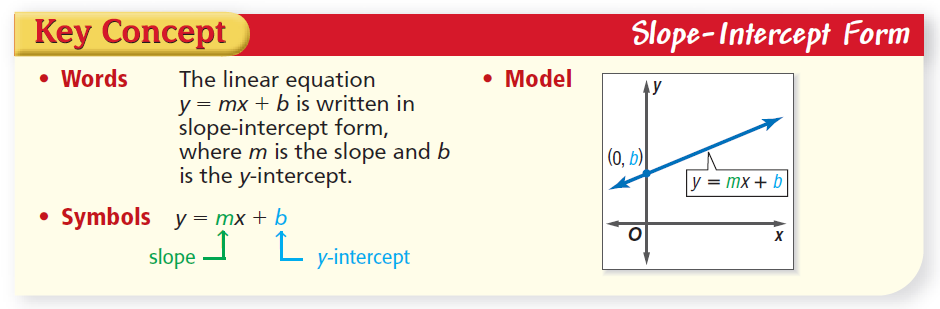 Key Concept
Slope-Intercept Form
• Words
The linear equation
y = mx + b is written in
slope-intercept form,
where m is the slope and b
is the y-intercept.
• Symbols y = mx + b
slope
y-intercept
• Model
y
(0, b)
y = mx + b
O
x